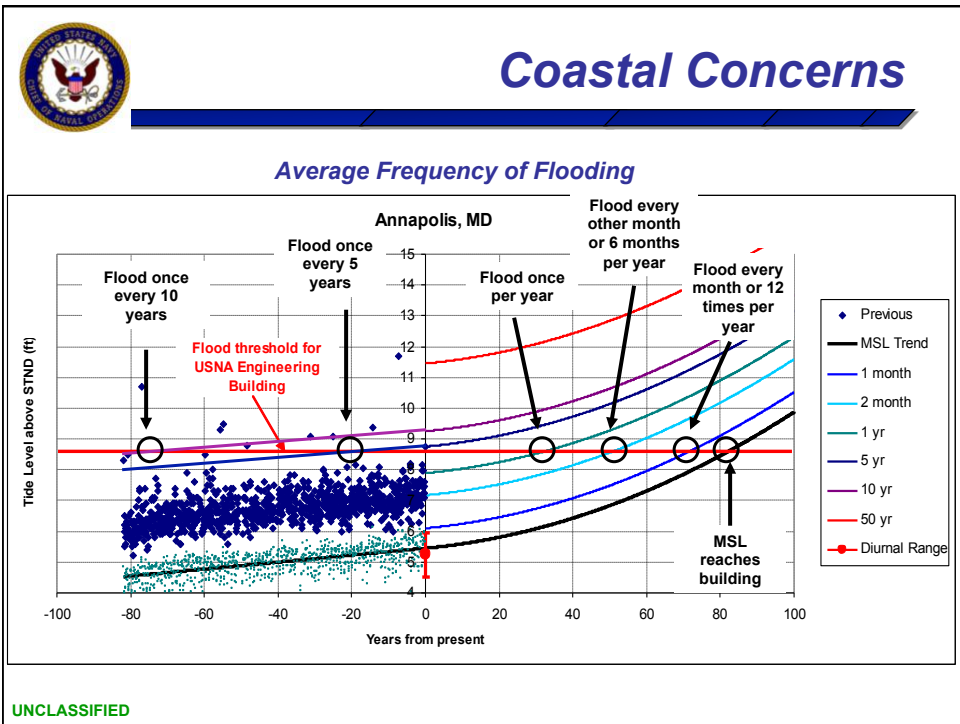 UNITED STATES NAVY
CHIEF OF NAVAL OPERATIONS
Coastal Concerns
Average Frequency of Flooding
Annapolis, MD
Flood once
every 10
years
Flood once
every 5
years
Flood threshold for
USNA Engineering
Building
Flood once
per year
Flood every
other month
or 6 months
per year
Flood every
month or 12
times per
year
MSL
reaches
building
Tide Level above STND (ft)
15
14
13
12
11
10
9
8
7
6
5
4
-100
-80
-60
-40
-20
0
20
40
60
80
100
Years from present
Previous
MSL Trend
1 month
2 month
1 yr
5 yr
10 yr
50 yr
Diurnal Range
UNCLASSIFIED